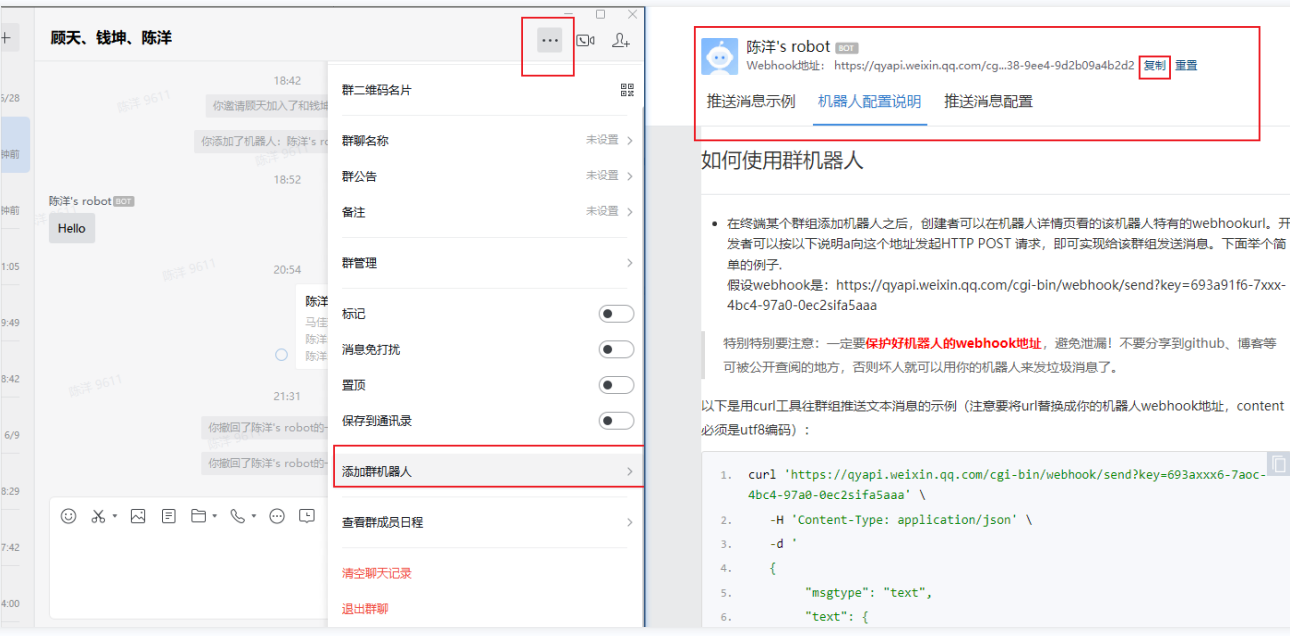 顾天、钱坤、陈洋
5/28
钟前
钟前
1:05
9:49
8:42
6/9
8:29
7:42
4:00
18:42
陈洋 9611
你邀请顾天加入了和钱坤
你添加了机器人：陈洋's ro
18:52
陈洋's robot BOT
Hello
陈洋 9611
20:54
陈洋
马佳
陈洋
陈洋
陈洋 9611
21:31
你撤回了陈洋's robot的一
你撤回了陈洋's robot的一
群二维码名片
群聊名称 未设置
群公告 未设置
备注 未设置
群管理
标记
消息免打扰
置顶
保存到通讯录
添加群机器人
查看群成员日程
清空聊天记录
退出群聊
陈洋's robot BOT
Webhook地址： https://qyapi.weixin.qq.com/cg...38-9ee4-9d2b09a4b2d2 复制 重置
推送消息示例 机器人配置说明 推送消息配置
如何使用群机器人
• 在终端某个群组添加机器人之后，创建者可以在机器人详情页看的该机器人特有的webhookurl。开
发者可以按以下说明a向这个地址发起HTTP POST 请求，即可实现给该群组发送消息。下面举个简
单的例子.
假设webhook是：https://qyapi.weixin.qq.com/cgi-bin/webhook/send?key=693a91f6-7xxx-
4bc4-97a0-0ec2sifa5aaa
特别特别要注意：一定要保护好机器人的webhook地址，避免泄漏！不要分享到github、博客等
可被公开查阅的地方，否则坏人就可以用你的机器人来发垃圾消息了。
以下是用curl工具往群组推送文本消息的示例（注意要将url替换成你的机器人webhook地址，content
必须是utf8编码）：
1. curl 'https://qyapi.weixin.qq.com/cgi-bin/webhook/send?key=693axxx6-7aoc-
4bc4-97a0-0ec2sifa5aaa' \
2. -H 'Content-Type: application/json' \
3. -d '
4. {
5. "msgtype": "text",
6. "text": {